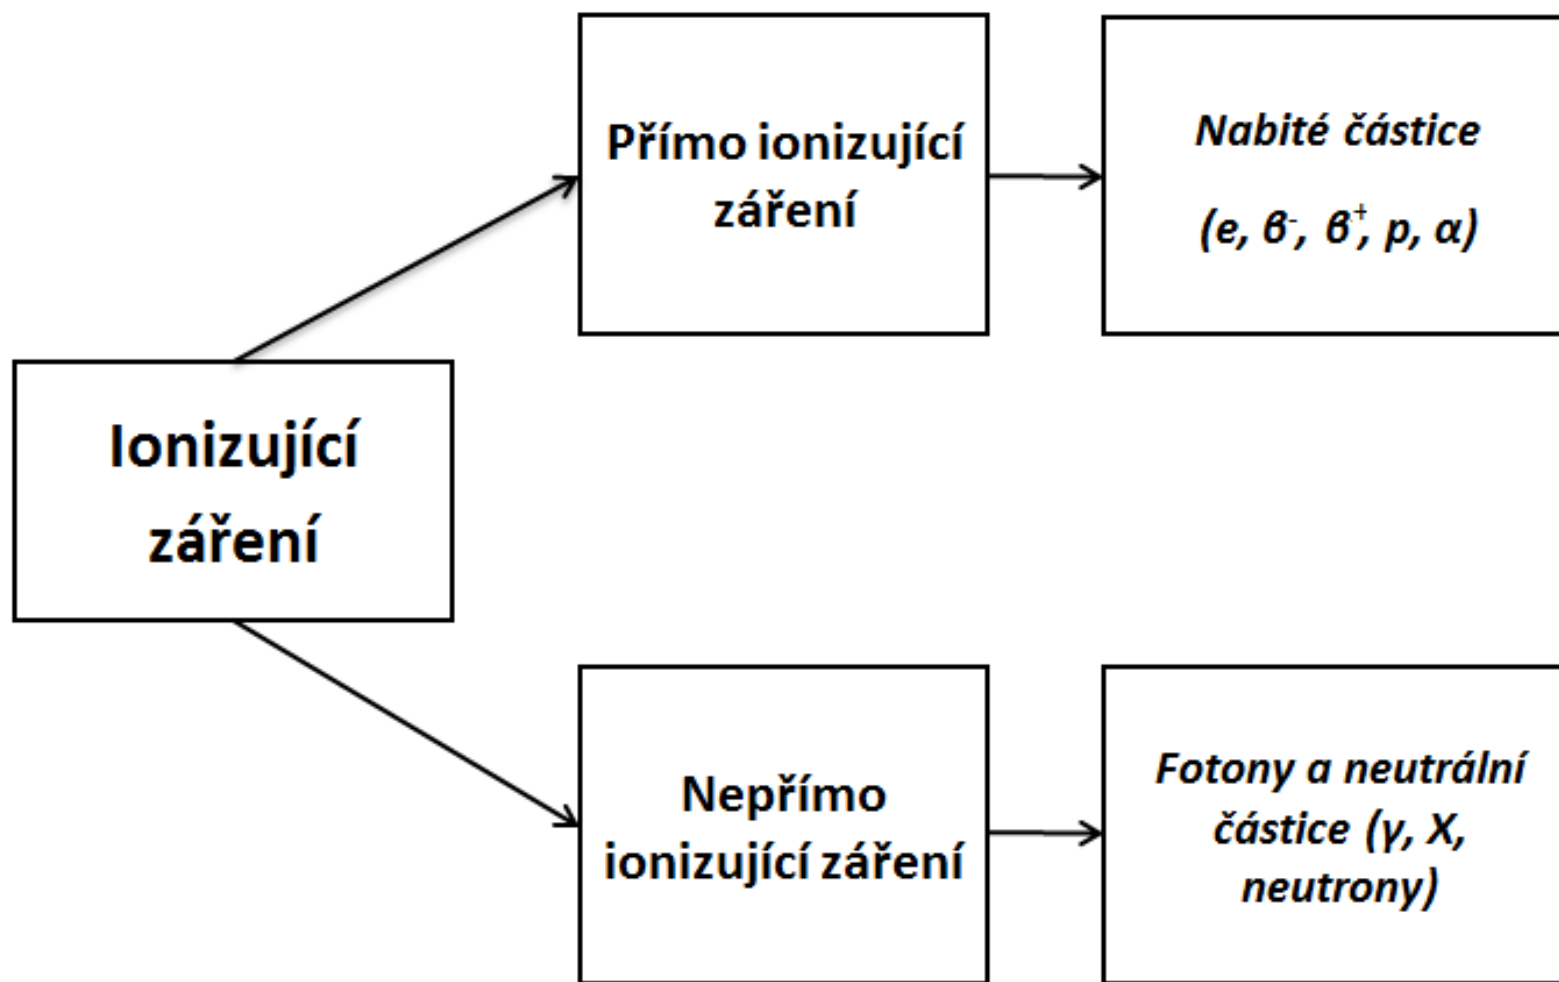 Přímo ionizující
záření
Nabité částice
(e, β⁻, β⁺, p, α)
Ionizující
záření
Nepřímo
ionizující záření
Fotony a neutrální
částice (γ, X,
neutrony)